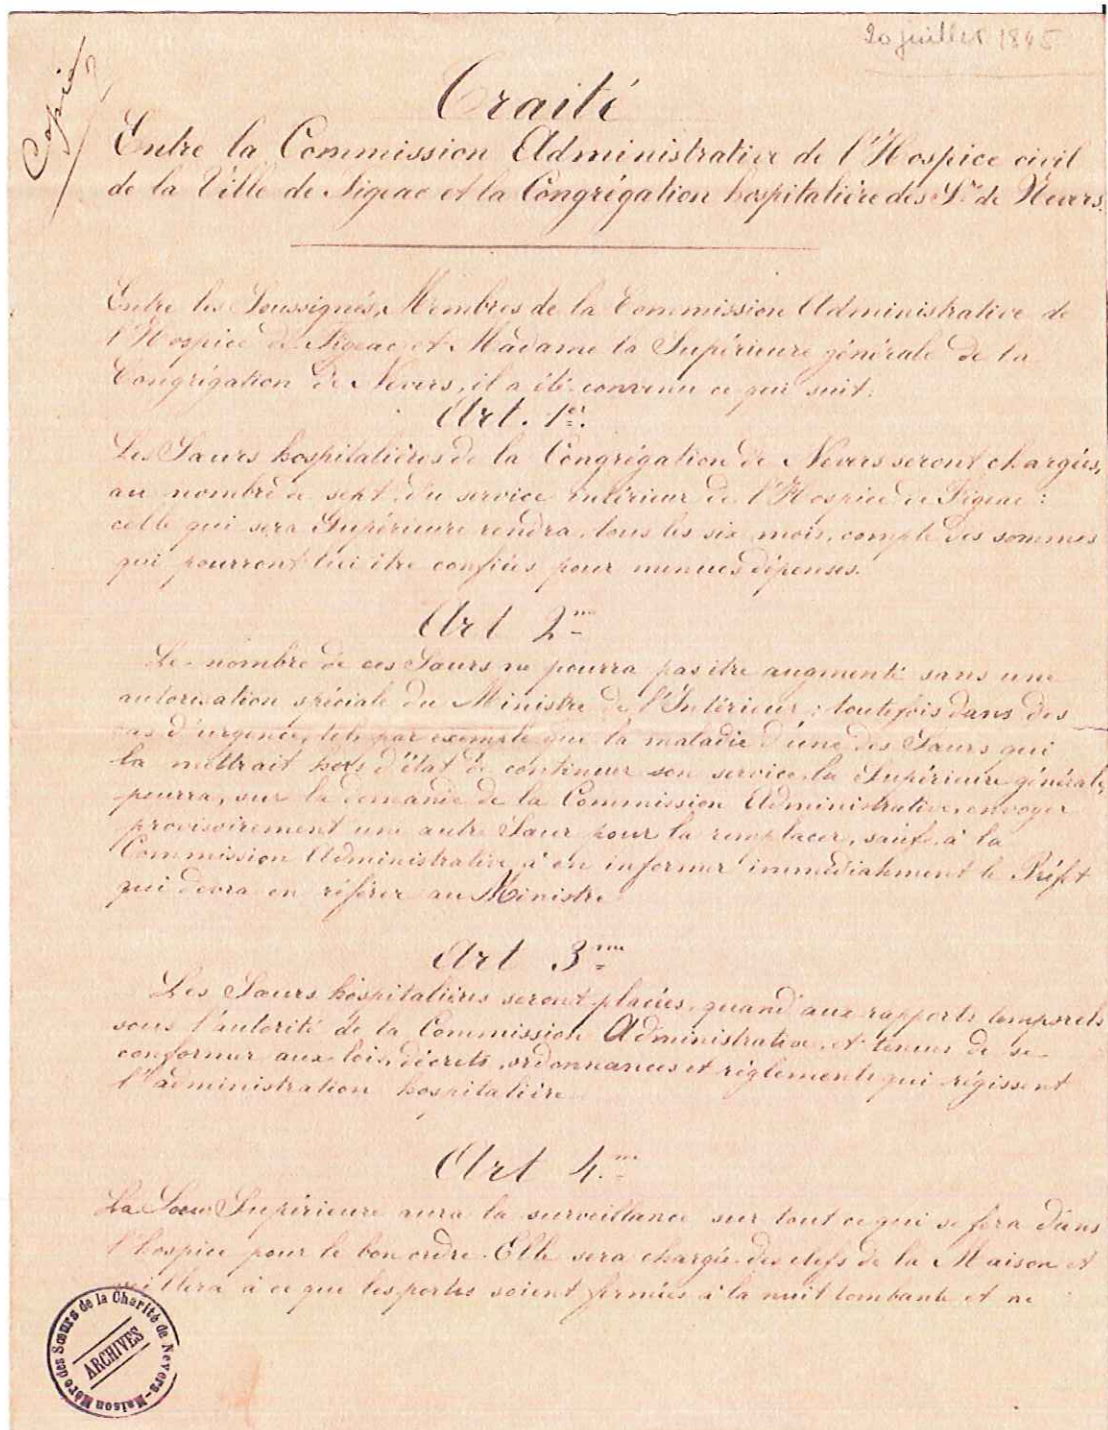 20 juillet 1845
Copie
Traité
Entre la Commission Administrative de l'Hospice civil
de la Ville de Figeac et la Congrégation hospitalière des Srs de Nevers.
Entre les Soussignés, Membres de la Commission Administrative de
l'Hospice de Figeac, et Madame la Supérieure générale de la
Congrégation de Nevers, il a été convenu ce qui suit.
Art. 1er.
Les Sœurs hospitalières de la Congrégation de Nevers seront chargées,
au nombre de sept, du service intérieur de l'Hospice de Figeac :
celle qui sera Supérieure rendra, tous les six mois, compte des sommes
qui pourront lui être confiées pour menues dépenses.
Art 2me
Le nombre de ces Sœurs ne pourra pas être augmenté sans une
autorisation spéciale du Ministre de l'Intérieur ; toutefois dans des
cas d'urgence, tels par exemple que la maladie d'une des Sœurs qui
la mettrait hors d'état de continuer son service, la Supérieure générale,
pourra, sur la demande de la Commission Administrative, envoyer
provisoirement une autre Sœur pour la remplacer, sauf à la
Commission Administrative, à en informer immédiatement le Préfet
qui devra en référer au Ministre
Art 3me
Les Sœurs hospitalières seront placées, quand aux rapports temporels
sous l'autorité de la Commission Administrative, et tenues de se
conformer aux lois, décrets, ordonnances et réglements qui régissent
l'administration hospitalière.
Art 4me
La Sœur Supérieure aura la surveillance sur tout ce qui se fera dans
l'hospice pour le bon ordre. Elle sera chargée des clefs de la Maison et
veillera à ce que les portes soient fermées à la nuit tombante et ne
Maison Mère des Sœurs de la Charité de Nevers
ARCHIVES